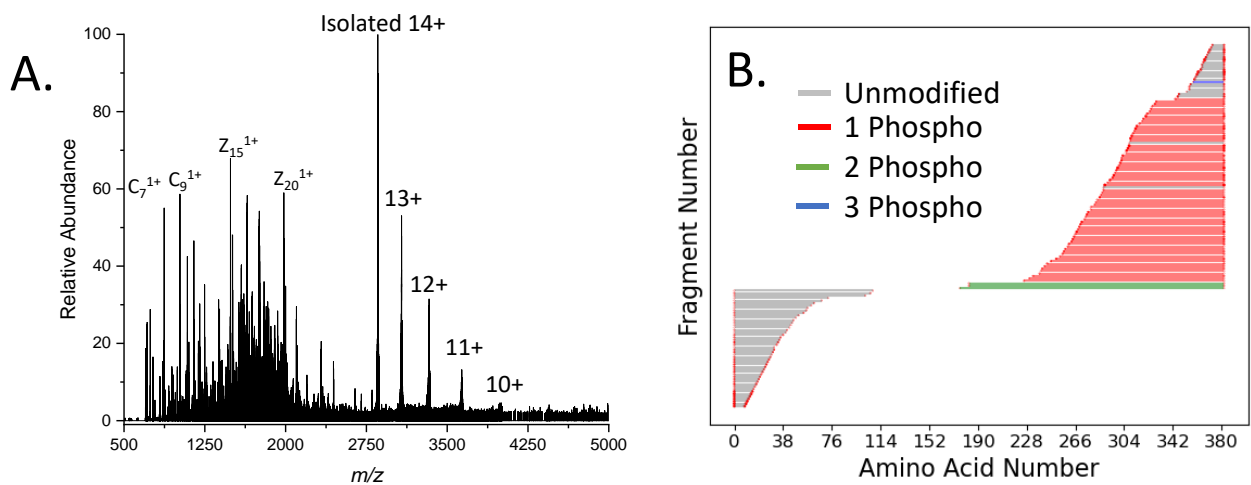 A.
Isolated 14+
100
80
60
40
20
0
Relative Abundance
C7 1+
C9 1+
Z15 1+
Z20 1+
13+
12+
11+
10+
500
1250
2000
2750
3500
4250
5000
m/z
B.
Unmodified
1 Phospho
2 Phospho
3 Phospho
Fragment Number
0
38
76
114
152
190
228
266
304
342
380
Amino Acid Number